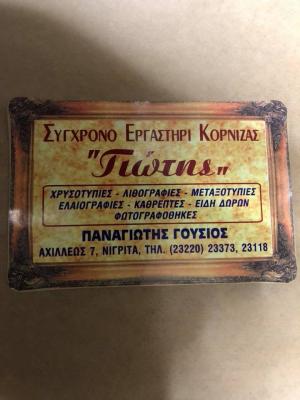 ΣΥΓΧΡΟΝΟ ΕΡΓΑΣΤΗΡΙ ΚΟΡΝΙΖΑΣ
"Γιώτης"
ΧΡΥΣΟΤΥΠΙΕΣ - ΛΙΘΟΓΡΑΦΙΕΣ - ΜΕΤΑΞΟΤΥΠΙΕΣ
ΕΛΑΙΟΓΡΑΦΙΕΣ - ΚΑΘΡΕΠΤΕΣ - ΕΙΔΗ ΔΩΡΩΝ
ΦΩΤΟΓΡΑΦΟΘΗΚΕΣ
ΠΑΝΑΓΙΩΤΗΣ ΓΟΥΣΙΟΣ
ΑΧΙΛΛΕΩΣ 7, ΝΙΓΡΙΤΑ, ΤΗΛ. (23220) 23373, 23118